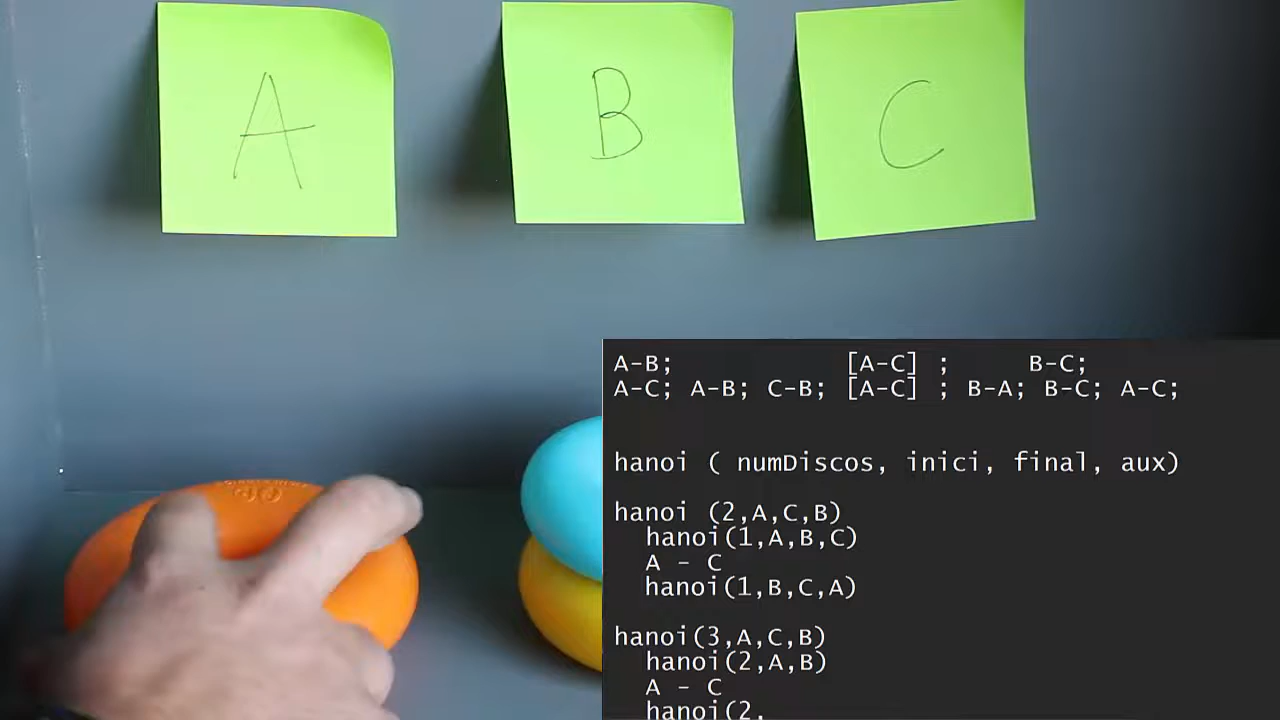 A
B
C
A-B; [A-C] ; B-C;
A-C; A-B; C-B; [A-C] ; B-A; B-C; A-C;
hanoi ( numDiscos, inici, final, aux)
hanoi (2,A,C,B)
hanoi(1,A,B,C)
A - C
hanoi(1,B,C,A)
hanoi(3,A,C,B)
hanoi(2,A,B)
A - C
hanoi(2,